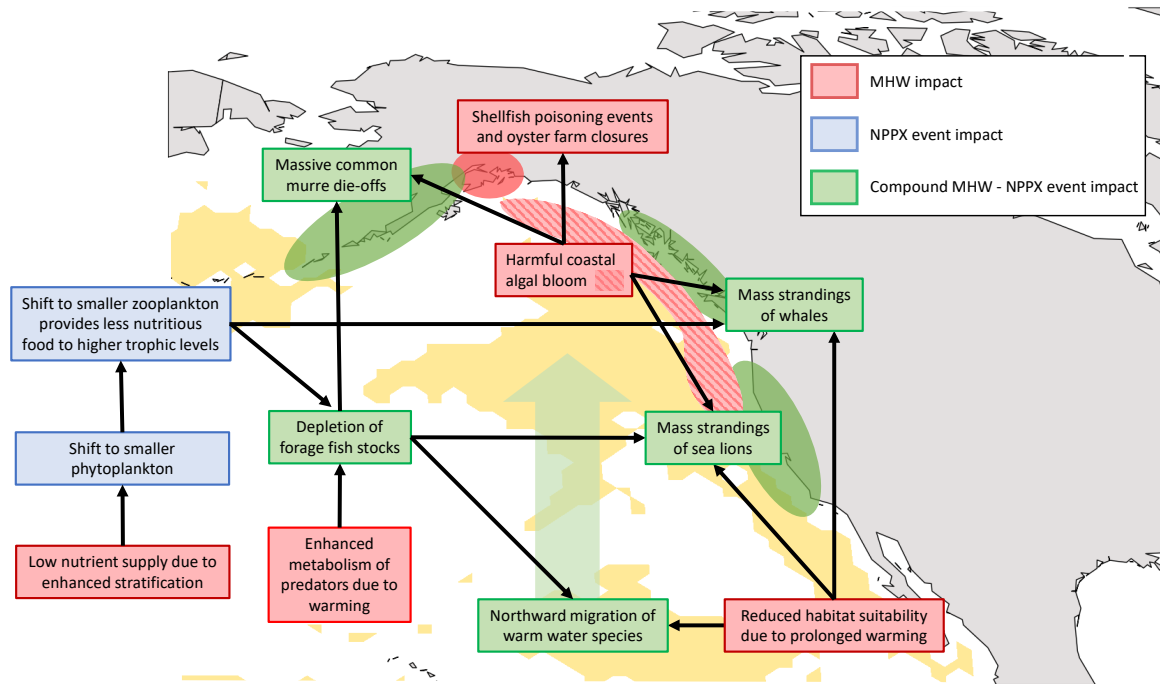 MHW impact
NPPX event impact
Compound MHW - NPPX event impact
Shellfish poisoning events
and oyster farm closures
Massive common
murre die-offs
Harmful coastal
algal bloom
Mass strandings
of whales
Shift to smaller zooplankton
provides less nutritious
food to higher trophic levels
Depletion of
forage fish stocks
Mass strandings
of sea lions
Shift to smaller
phytoplankton
Low nutrient supply due to
enhanced stratification
Enhanced
metabolism of
predators due to
warming
Northward migration of
warm water species
Reduced habitat suitability
due to prolonged warming